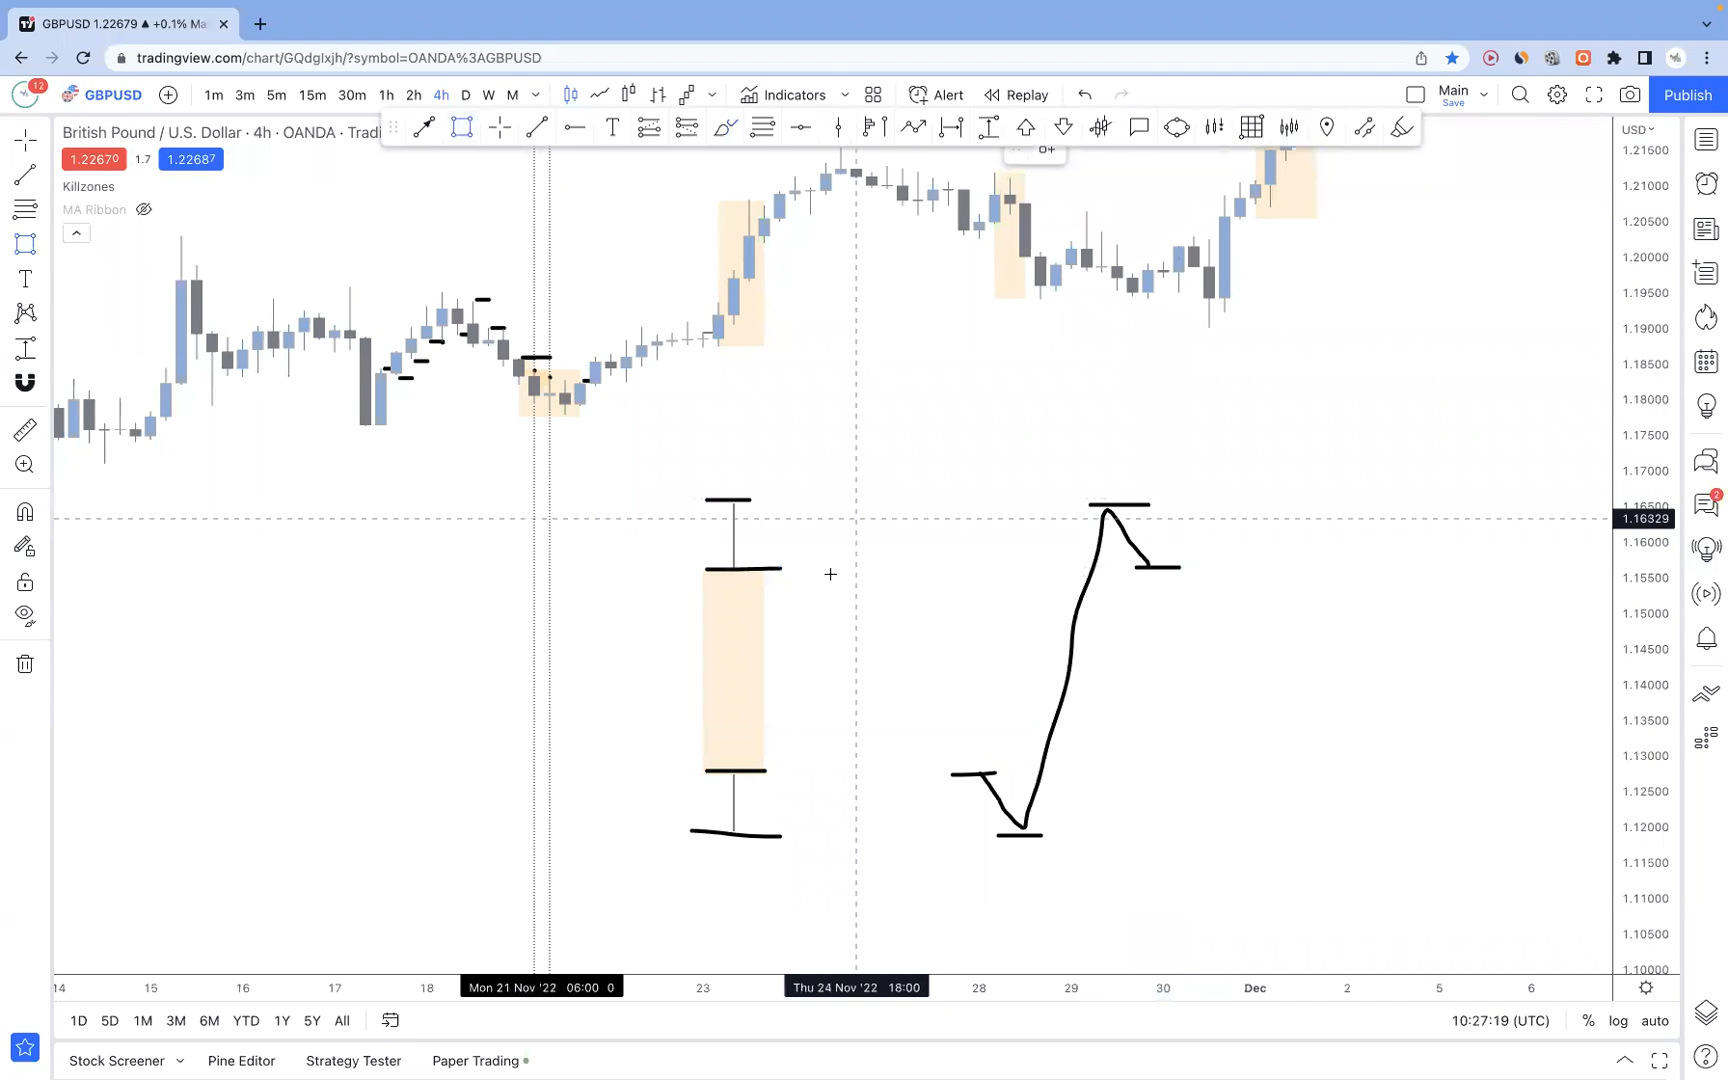 GBPUSD 1.22679 ▲ +0.1% Ma
tradingview.com/chart/GQdglxjh/?symbol=OANDA%3AGBPUSD
12
GBPUSD
1m 3m 5m 15m 30m 1h 2h 4h D W M
Indicators
Alert
Replay
Main
Save
Publish
British Pound / U.S. Dollar · 4h · OANDA · Tradi
USD
1.22670 1.7 1.22687
Killzones
MA Ribbon
1.21500
1.21000
1.20500
1.20000
1.19500
1.19000
1.18500
1.18000
1.17500
1.17000
1.16500
1.16329
1.16000
1.15500
1.15000
1.14500
1.14000
1.13500
1.13000
1.12500
1.12000
1.11500
1.11000
1.10500
1.10000
2
14 15 16 17 18 Mon 21 Nov '22 06:00 0 23 Thu 24 Nov '22 18:00 28 29 30 Dec 2 5 6
1D 5D 1M 3M 6M YTD 1Y 5Y All
10:27:19 (UTC) % log auto
Stock Screener Pine Editor Strategy Tester Paper Trading